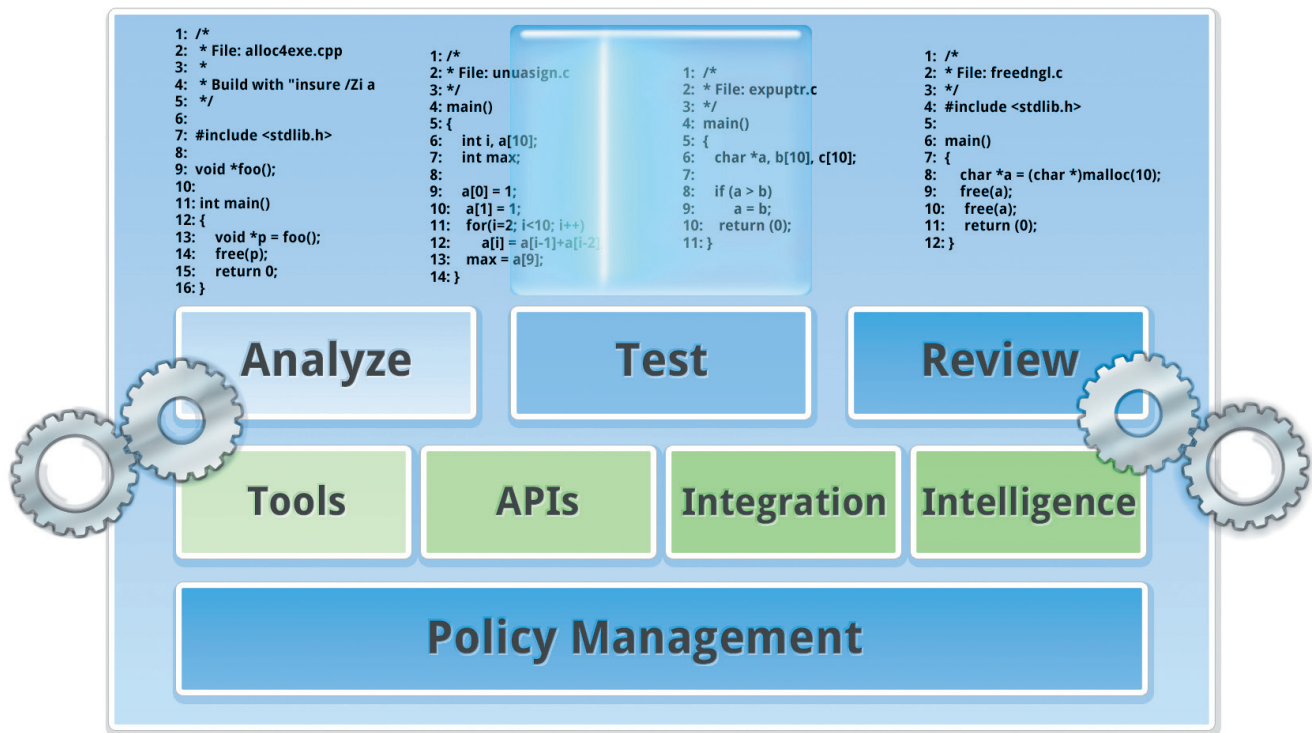 1: /*
2: * File: alloc4exe.cpp
3: *
4: * Build with "insure /Zi a
5: */
6:
7: #include <stdlib.h>
8:
9: void *foo();
10:
11: int main()
12: {
13: void *p = foo();
14: free(p);
15: return 0;
16: }
1: /*
2: * File: unuasign.c
3: */
4: main()
5: {
6: int i, a[10];
7: int max;
8:
9: a[0] = 1;
10: a[1] = 1;
11: for(i=2; i<10; i++)
12: a[i] = a[i-1]+a[i-2]
13: max = a[9];
14: }
1: /*
2: * File: expuptr.c
3: */
4: main()
5: {
6: char *a, b[10], c[10];
7:
8: if (a > b)
9: a = b;
10: return (0);
11: }
1: /*
2: * File: freedngl.c
3: */
4: #include <stdlib.h>
5:
6: main()
7: {
8: char *a = (char *)malloc(10);
9: free(a);
10: free(a);
11: return (0);
12: }
Analyze
Test
Review
Tools
APIs
Integration
Intelligence
Policy Management